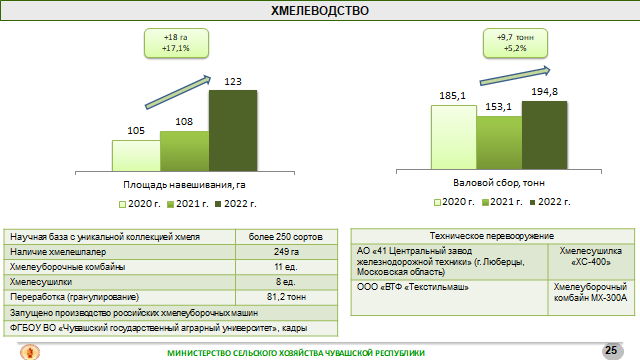 ХМЕЛЕВОДСТВО
+18 га
+17,1%
105
108
123
Площадь навешивания, га
2020 г. 2021 г. 2022 г.
+9,7 тонн
+5,2%
185,1
153,1
194,8
Валовой сбор, тонн
2020 г. 2021 г. 2022 г.
Научная база с уникальной коллекцией хмеля более 250 сортов
Наличие хмелешпалер 249 га
Хмелеуборочные комбайны 11 ед.
Хмелесушилки 8 ед.
Переработка (гранулирование) 81,2 тонн
Запущено производство российских хмелеуборочных машин
ФГБОУ ВО «Чувашский государственный аграрный университет», кадры
Техническое перевооружение
АО «41 Центральный завод
железнодорожной техники» (г. Люберцы,
Московская область)
Хмелесушилка
«ХС-400»
ООО «ВТФ «Текстильмаш»
Хмелеуборочный
комбайн МХ-300А
МИНИСТЕРСТВО СЕЛЬСКОГО ХОЗЯЙСТВА ЧУВАШСКОЙ РЕСПУБЛИКИ
25